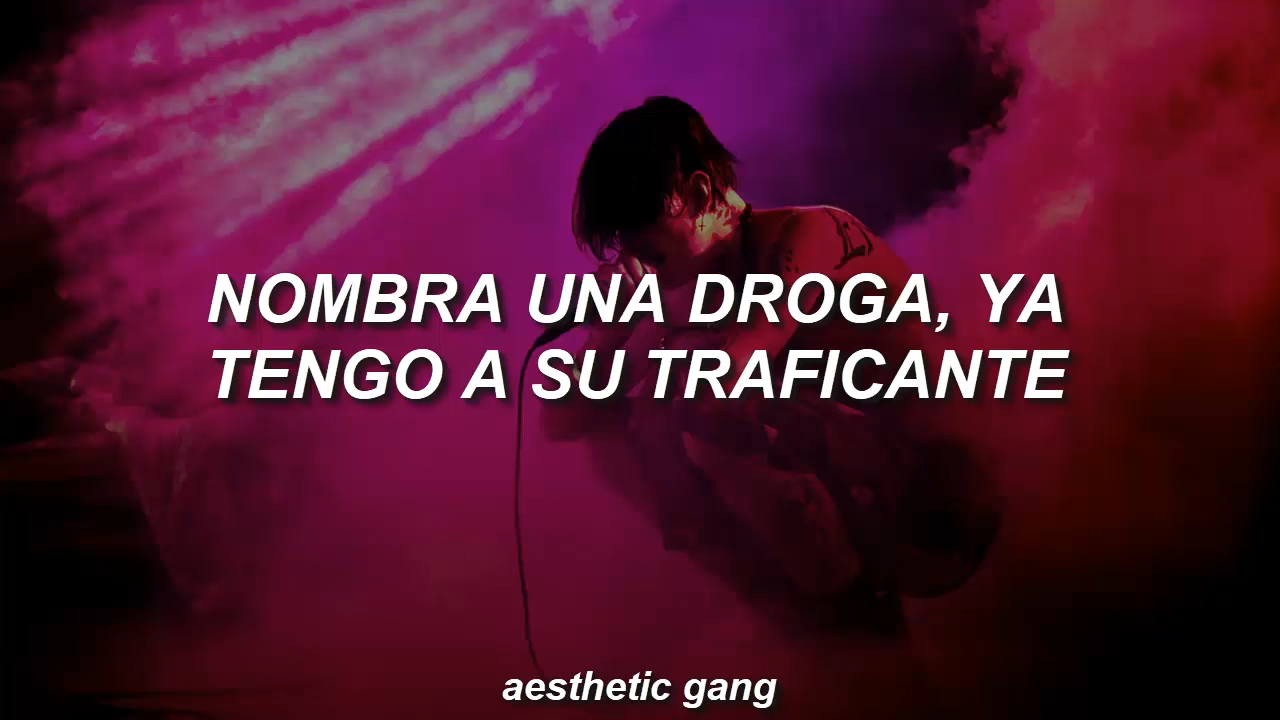 NOMBRA UNA DROGA, YA
TENGO A SU TRAFICANTE
aesthetic gang